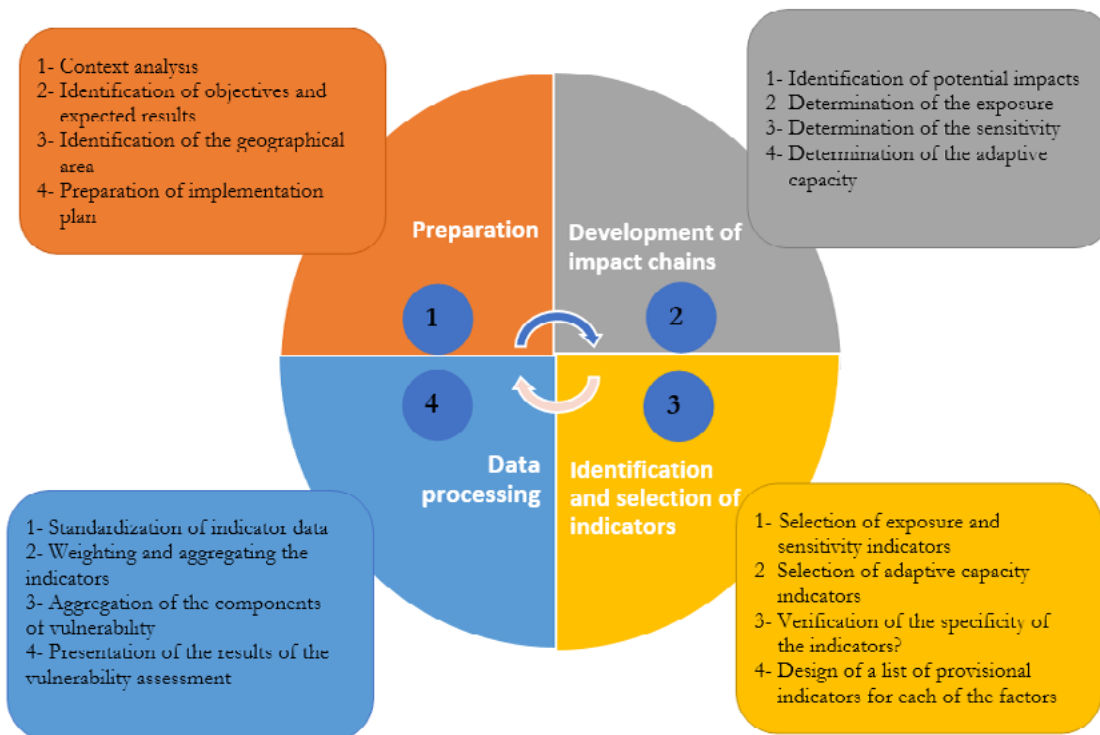 1- Context analysis
2- Identification of objectives and
expected results
3- Identification of the geographical
area
4- Preparation of implementation
plan
1- Identification of potential impacts
2 Determination of the exposure
3- Determination of the sensitivity
4- Determination of the adaptive
capacity
Preparation
Development of
impact chains
1
2
4
3
Data
processing
Identification
and selection of
indicators
1- Standardization of indicator data
2- Weighting and aggregating the
indicators
3- Aggregation of the components
of vulnerability
4- Presentation of the results of the
vulnerability assessment
1- Selection of exposure and
sensitivity indicators
2 Selection of adaptive capacity
indicators
3- Verification of the specificity of
the indicators?
4- Design of a list of provisional
indicators for each of the factors